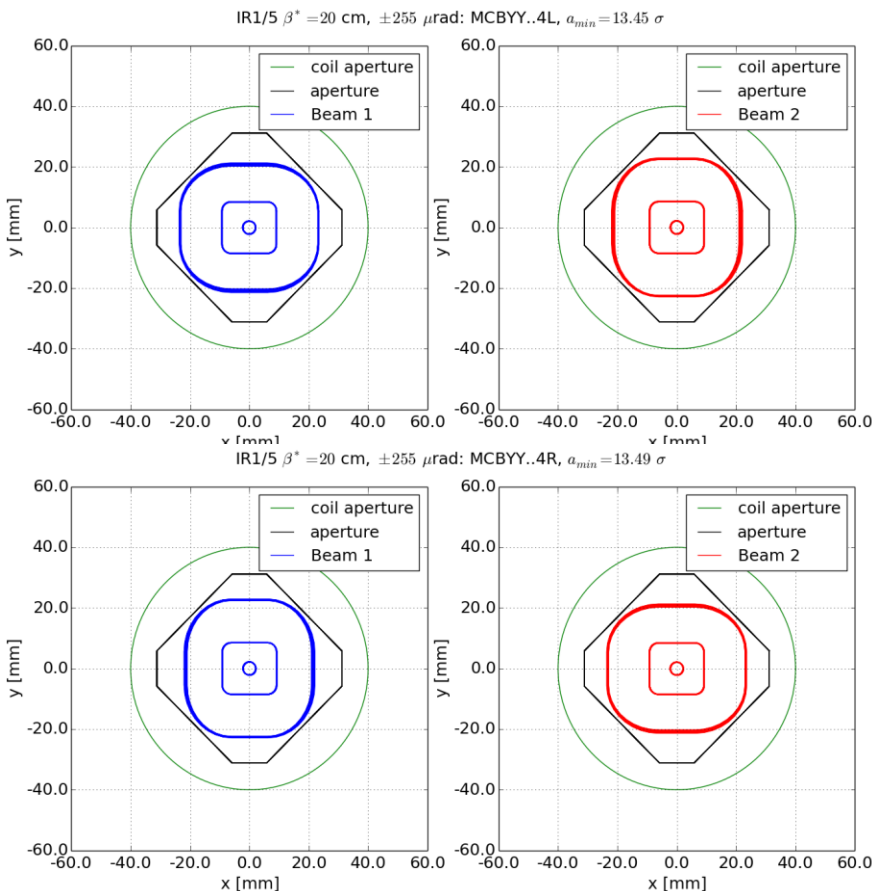 IR1/5 β* =20 cm, ±255 μrad: MCBYY..4L, a_min=13.45 σ
60.0
40.0
20.0
0.0
−20.0
−40.0
−60.0
y [mm]
coil aperture
aperture
Beam 1
−60.0 −40.0 −20.0 0.0 20.0 40.0 60.0
x [mm]
60.0
40.0
20.0
0.0
−20.0
−40.0
−60.0
y [mm]
coil aperture
aperture
Beam 2
−60.0 −40.0 −20.0 0.0 20.0 40.0 60.0
x [mm]
IR1/5 β* =20 cm, ±255 μrad: MCBYY..4R, a_min=13.49 σ
60.0
40.0
20.0
0.0
−20.0
−40.0
−60.0
y [mm]
coil aperture
aperture
Beam 1
−60.0 −40.0 −20.0 0.0 20.0 40.0 60.0
x [mm]
60.0
40.0
20.0
0.0
−20.0
−40.0
−60.0
y [mm]
coil aperture
aperture
Beam 2
−60.0 −40.0 −20.0 0.0 20.0 40.0 60.0
x [mm]